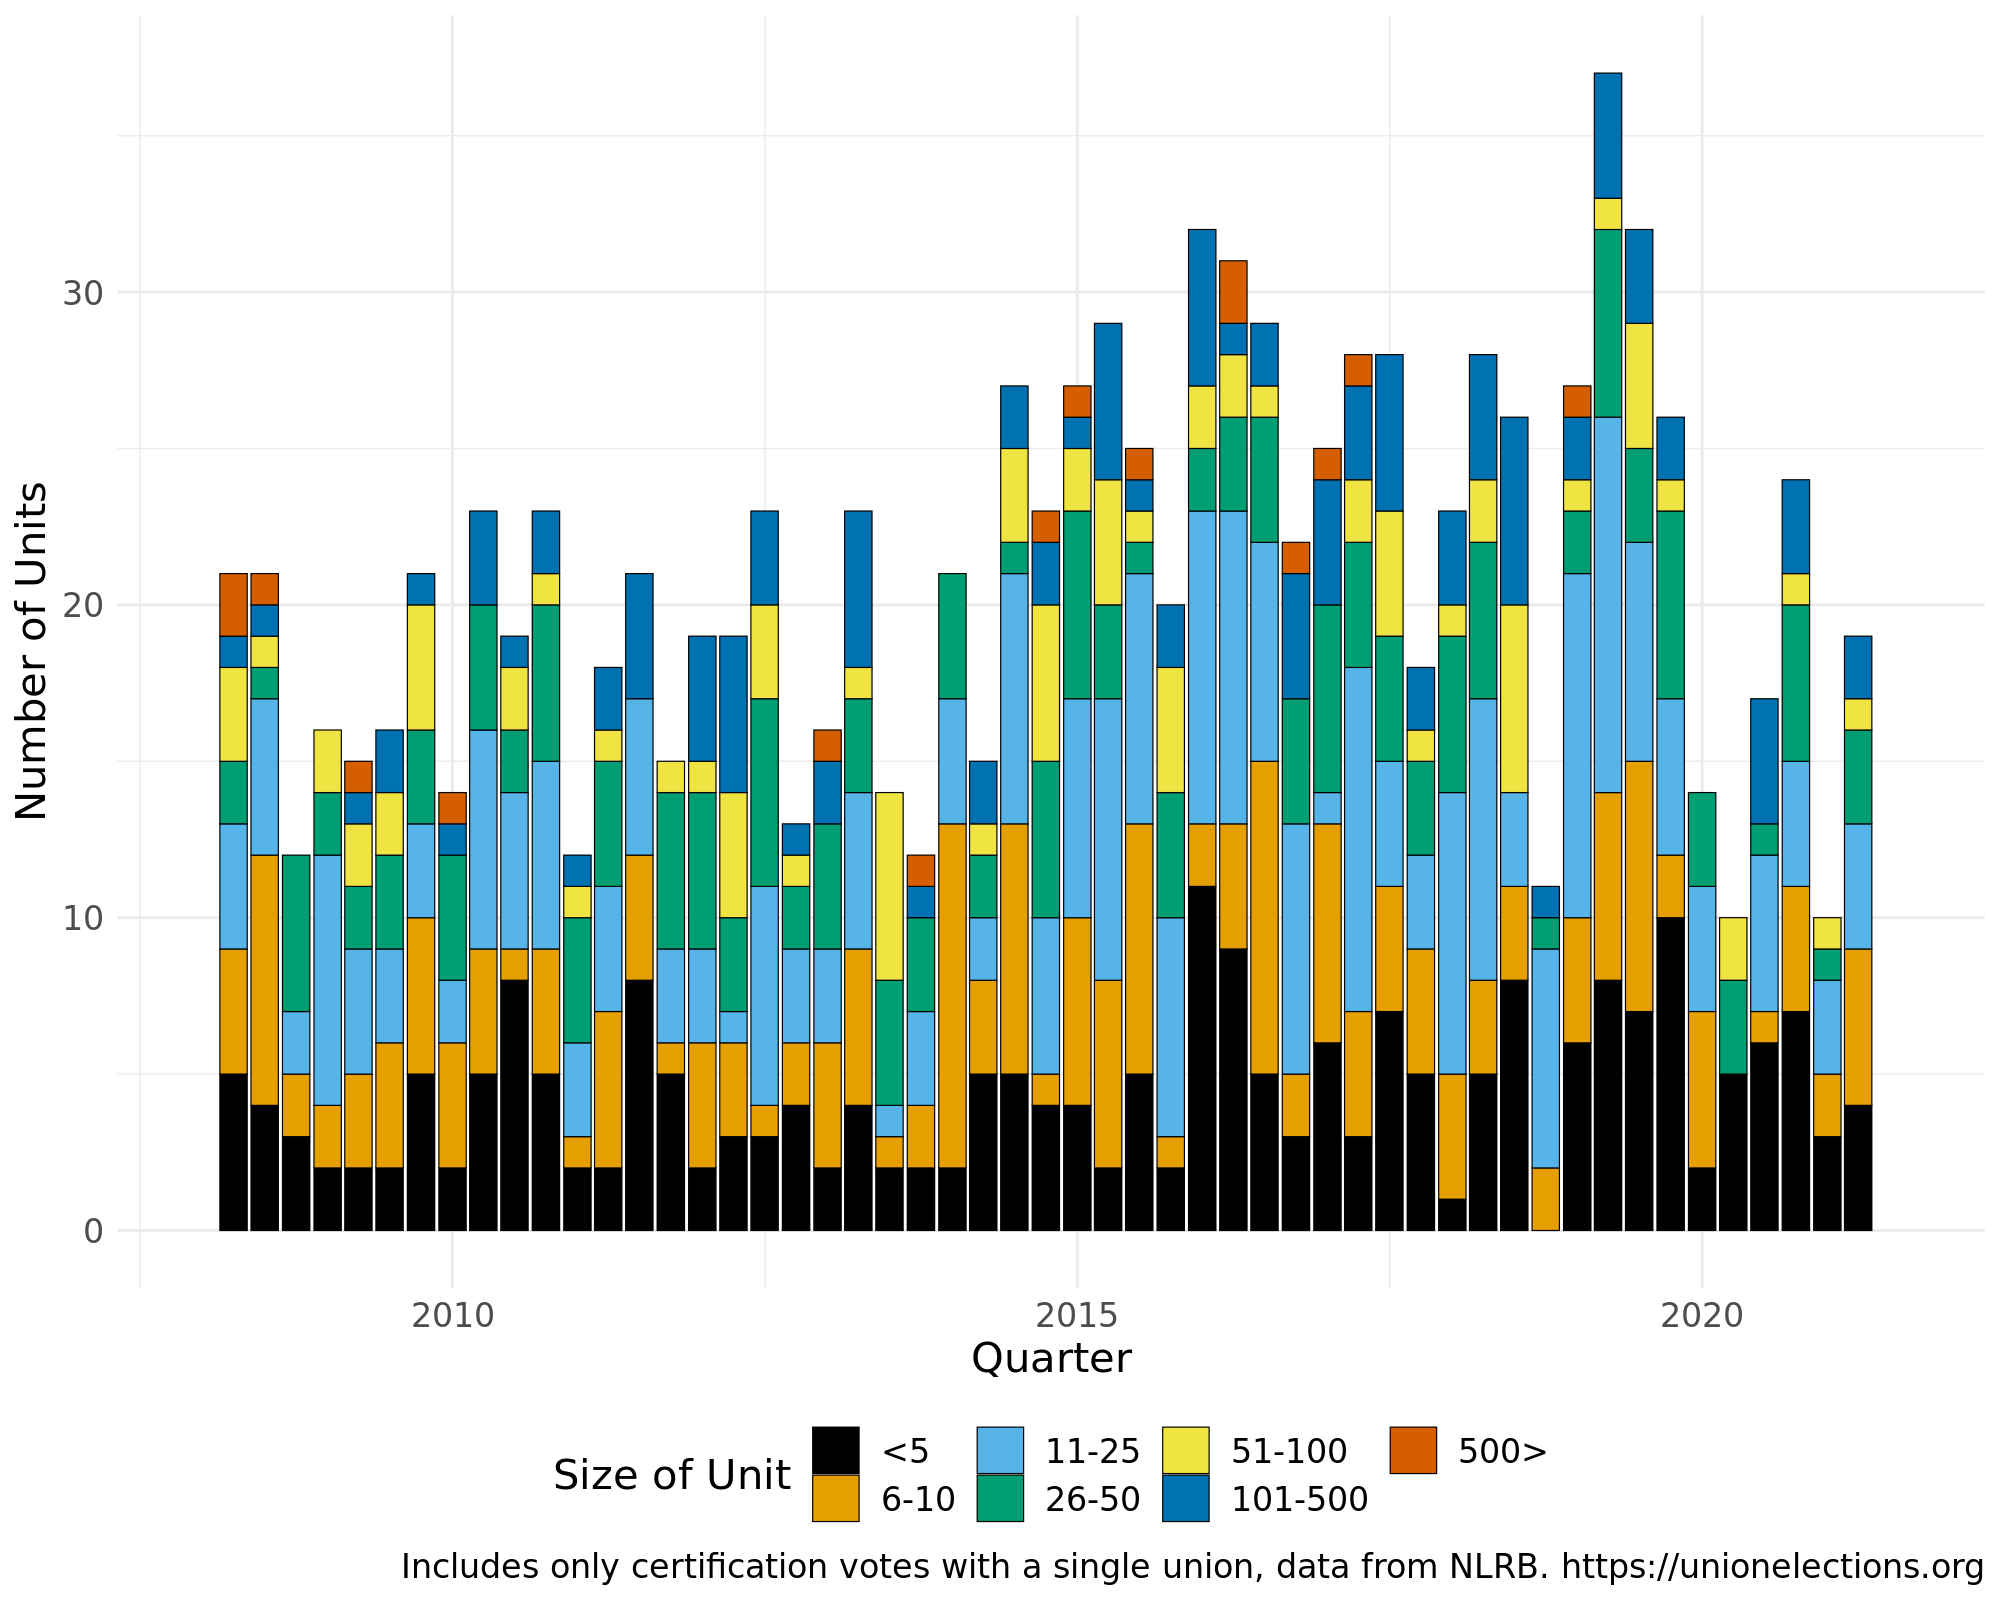 30
20
10
0
Number of Units
2010 2015 2020
Quarter
Size of Unit
<5 11-25 51-100 500>
6-10 26-50 101-500
Includes only certification votes with a single union, data from NLRB. https://unionelections.org